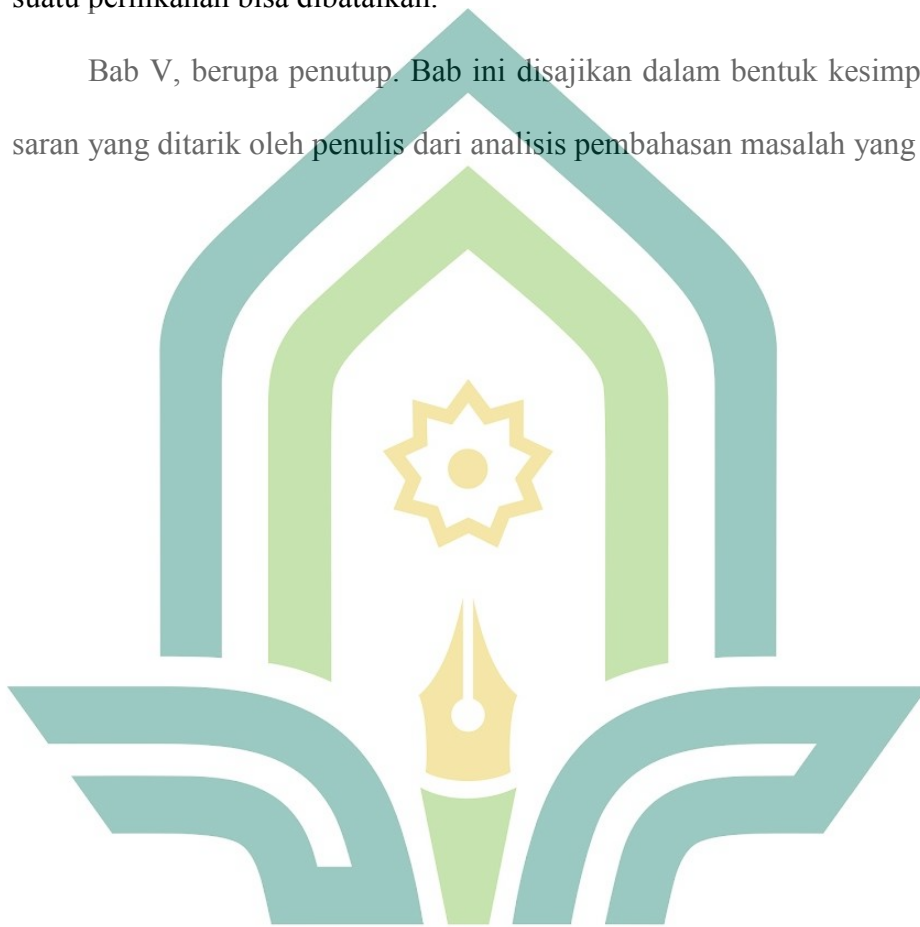 suatu pernikahan bisa dibatalkan.
Bab V, berupa penutup. Bab ini disajikan dalam bentuk kesimp
saran yang ditarik oleh penulis dari analisis pembahasan masalah yang